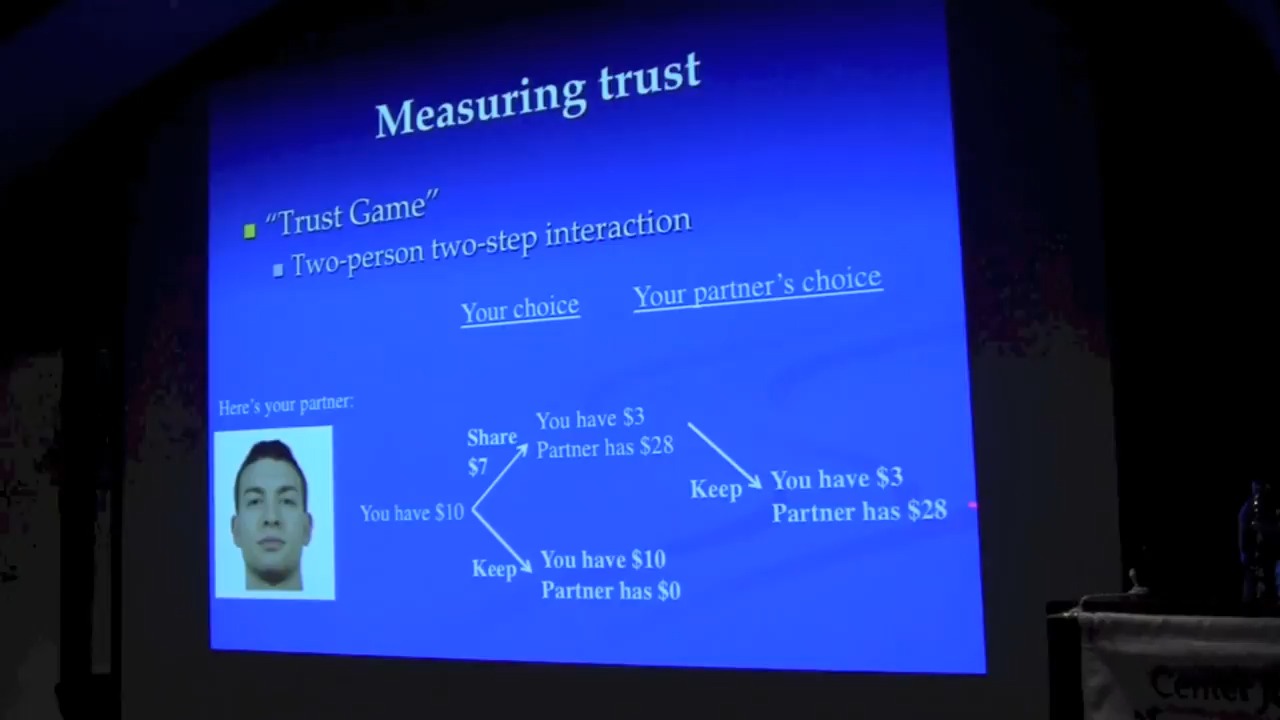 Measuring trust
“Trust Game”
Two-person two-step interaction
Your choice
Your partner’s choice
Here’s your partner:
You have $10
Share
$7
You have $3
Partner has $28
Keep
You have $10
Partner has $0
Keep
You have $3
Partner has $28
Center